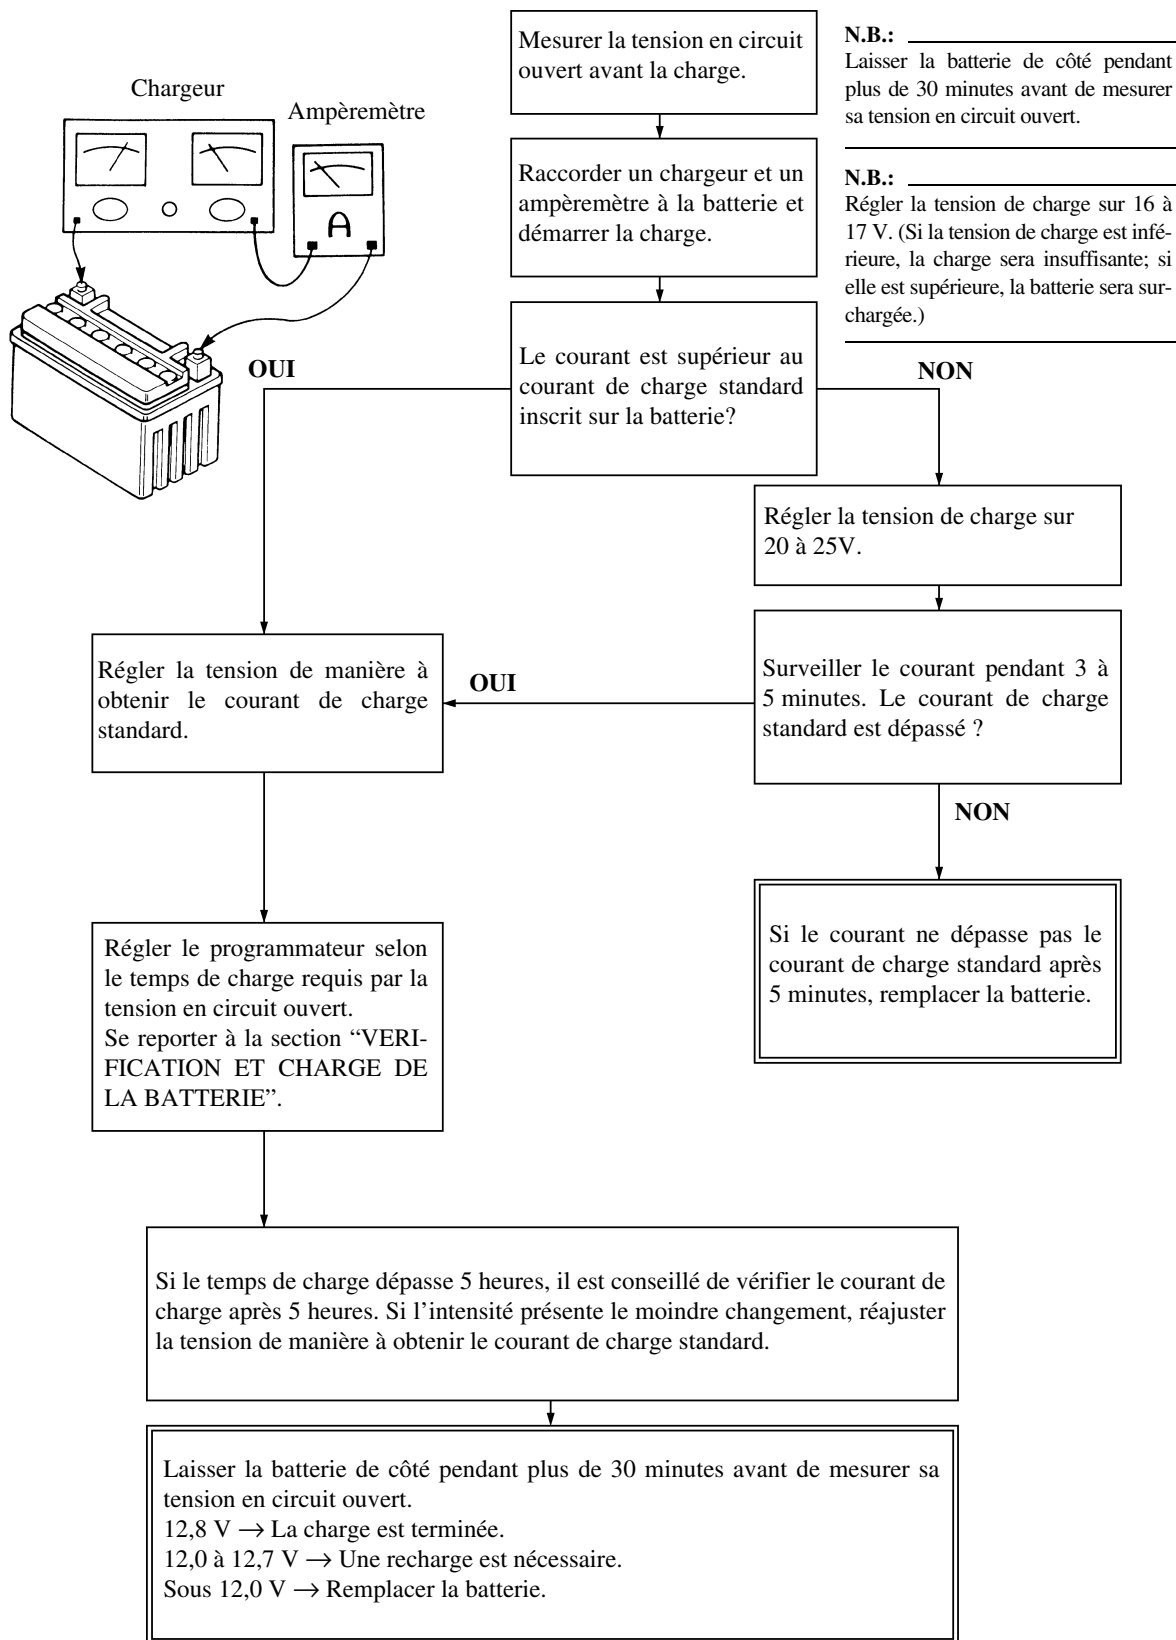 Chargeur
Ampèremètre
A
Mesurer la tension en circuit
ouvert avant la charge.
N.B.:
Laisser la batterie de côté pendant
plus de 30 minutes avant de mesurer
sa tension en circuit ouvert.
Raccorder un chargeur et un
ampèremètre à la batterie et
démarrer la charge.
N.B.:
Régler la tension de charge sur 16 à
17 V. (Si la tension de charge est infé-
rieure, la charge sera insuffisante; si
elle est supérieure, la batterie sera sur-
chargée.)
Le courant est supérieur au
courant de charge standard
inscrit sur la batterie?
OUI
NON
Régler la tension de charge sur
20 à 25V.
Surveiller le courant pendant 3 à
5 minutes. Le courant de charge
standard est dépassé ?
OUI
Régler la tension de manière à
obtenir le courant de charge
standard.
NON
Si le courant ne dépasse pas le
courant de charge standard après
5 minutes, remplacer la batterie.
Régler le programmateur selon
le temps de charge requis par la
tension en circuit ouvert.
Se reporter à la section “VERI-
FICATION ET CHARGE DE
LA BATTERIE”.
Si le temps de charge dépasse 5 heures, il est conseillé de vérifier le courant de
charge après 5 heures. Si l’intensité présente le moindre changement, réajuster
la tension de manière à obtenir le courant de charge standard.
Laisser la batterie de côté pendant plus de 30 minutes avant de mesurer sa
tension en circuit ouvert.
12,8 V → La charge est terminée.
12,0 à 12,7 V → Une recharge est nécessaire.
Sous 12,0 V → Remplacer la batterie.